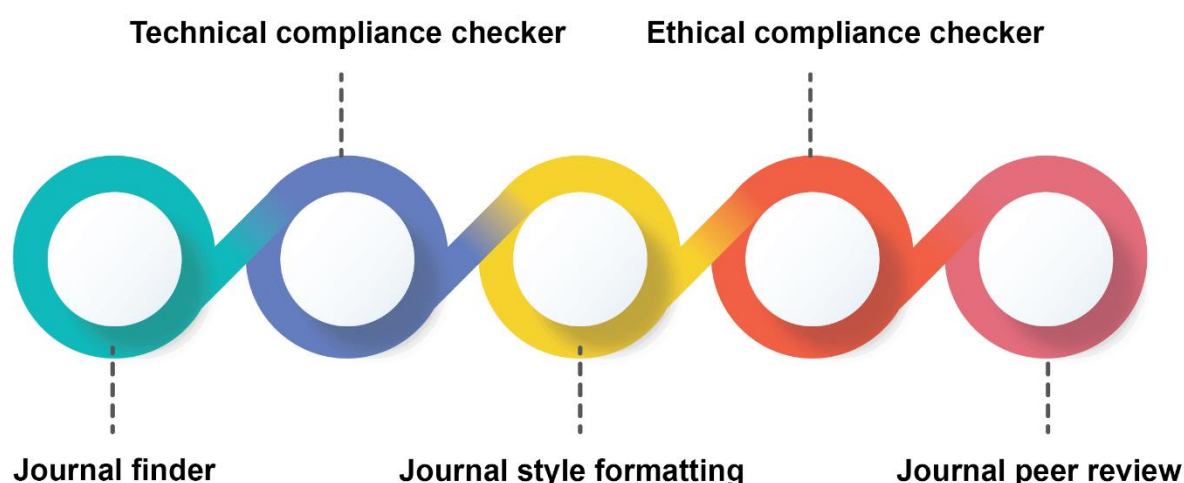 Technical compliance checker
Ethical compliance checker
Journal finder
Journal style formatting
Journal peer review